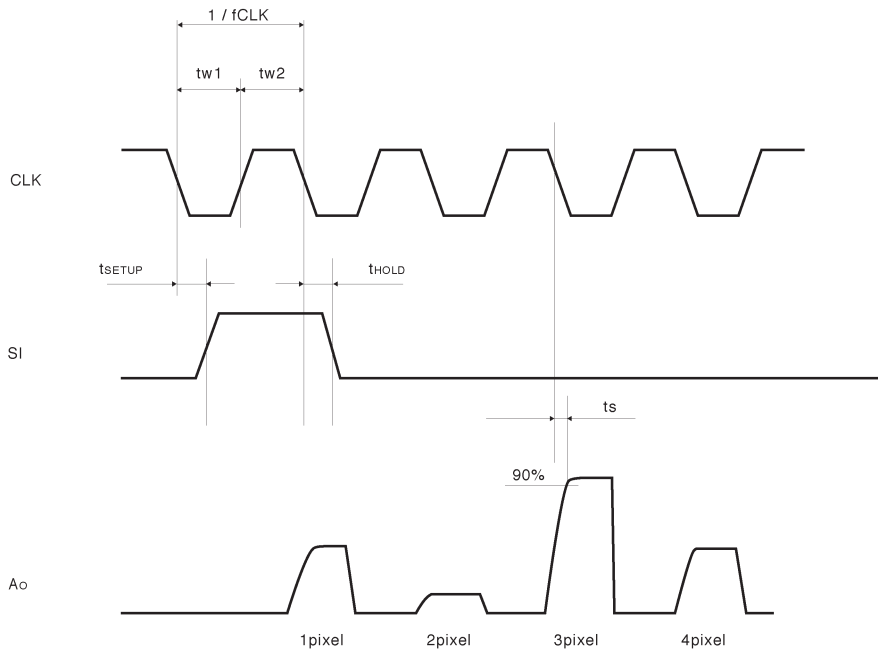 1 / fCLK
tw1
tw2
CLK
tSETUP
tHOLD
SI
ts
90%
Ao
1pixel
2pixel
3pixel
4pixel